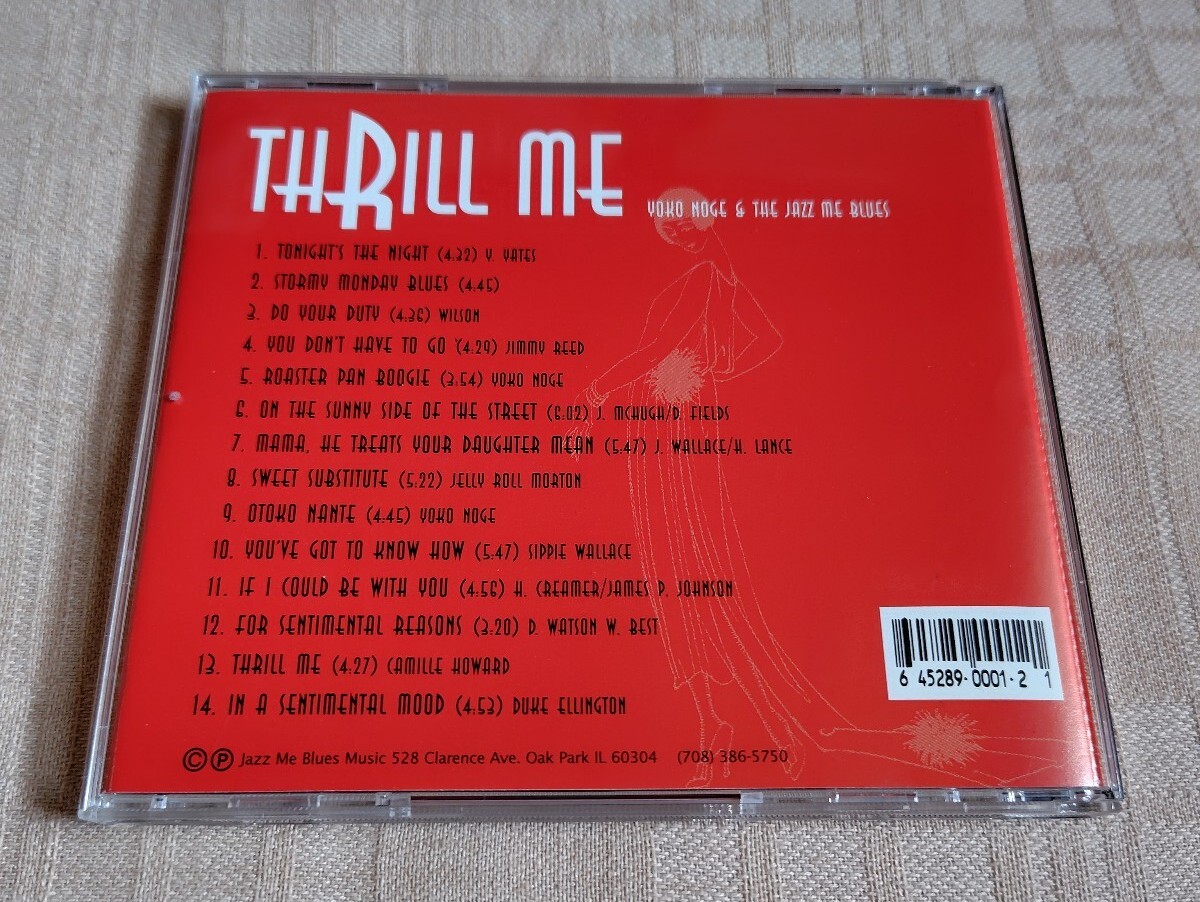 THRILL ME
YOKO NOGE & THE JAZZ ME BLUES
1. TONIGHT'S THE NIGHT (4:32) Y. YATES
2. STORMY MONDAY BLUES (4:45)
3. DO YOUR DUTY (4:36) WILSON
4. YOU DON'T HAVE TO GO (4:29) JIMMY REED
5. ROASTER PAN BOOGIE (3:54) YOKO NOGE
6. ON THE SUNNY SIDE OF THE STREET (6:02) J. MCHUGH/D. FIELDS
7. MAMA, HE TREATS YOUR DAUGHTER MEAN (5:47) J. WALLACE/H. LANCE
8. SWEET SUBSTITUTE (5:22) JELLY ROLL MORTON
9. OTOKO NANTE (4:45) YOKO NOGE
10. YOU'VE GOT TO KNOW HOW (5:47) SIPPIE WALLACE
11. IF I COULD BE WITH YOU (4:56) H. CREAMER/JAMES P. JOHNSON
12. FOR SENTIMENTAL REASONS (3:20) D. WATSON W. BEST
13. THRILL ME (4:27) CAMILLE HOWARD
14. IN A SENTIMENTAL MOOD (4:53) DUKE ELLINGTON
6 45289-0001-2 1
©℗ Jazz Me Blues Music 528 Clarence Ave. Oak Park IL 60304 (708) 386-5750